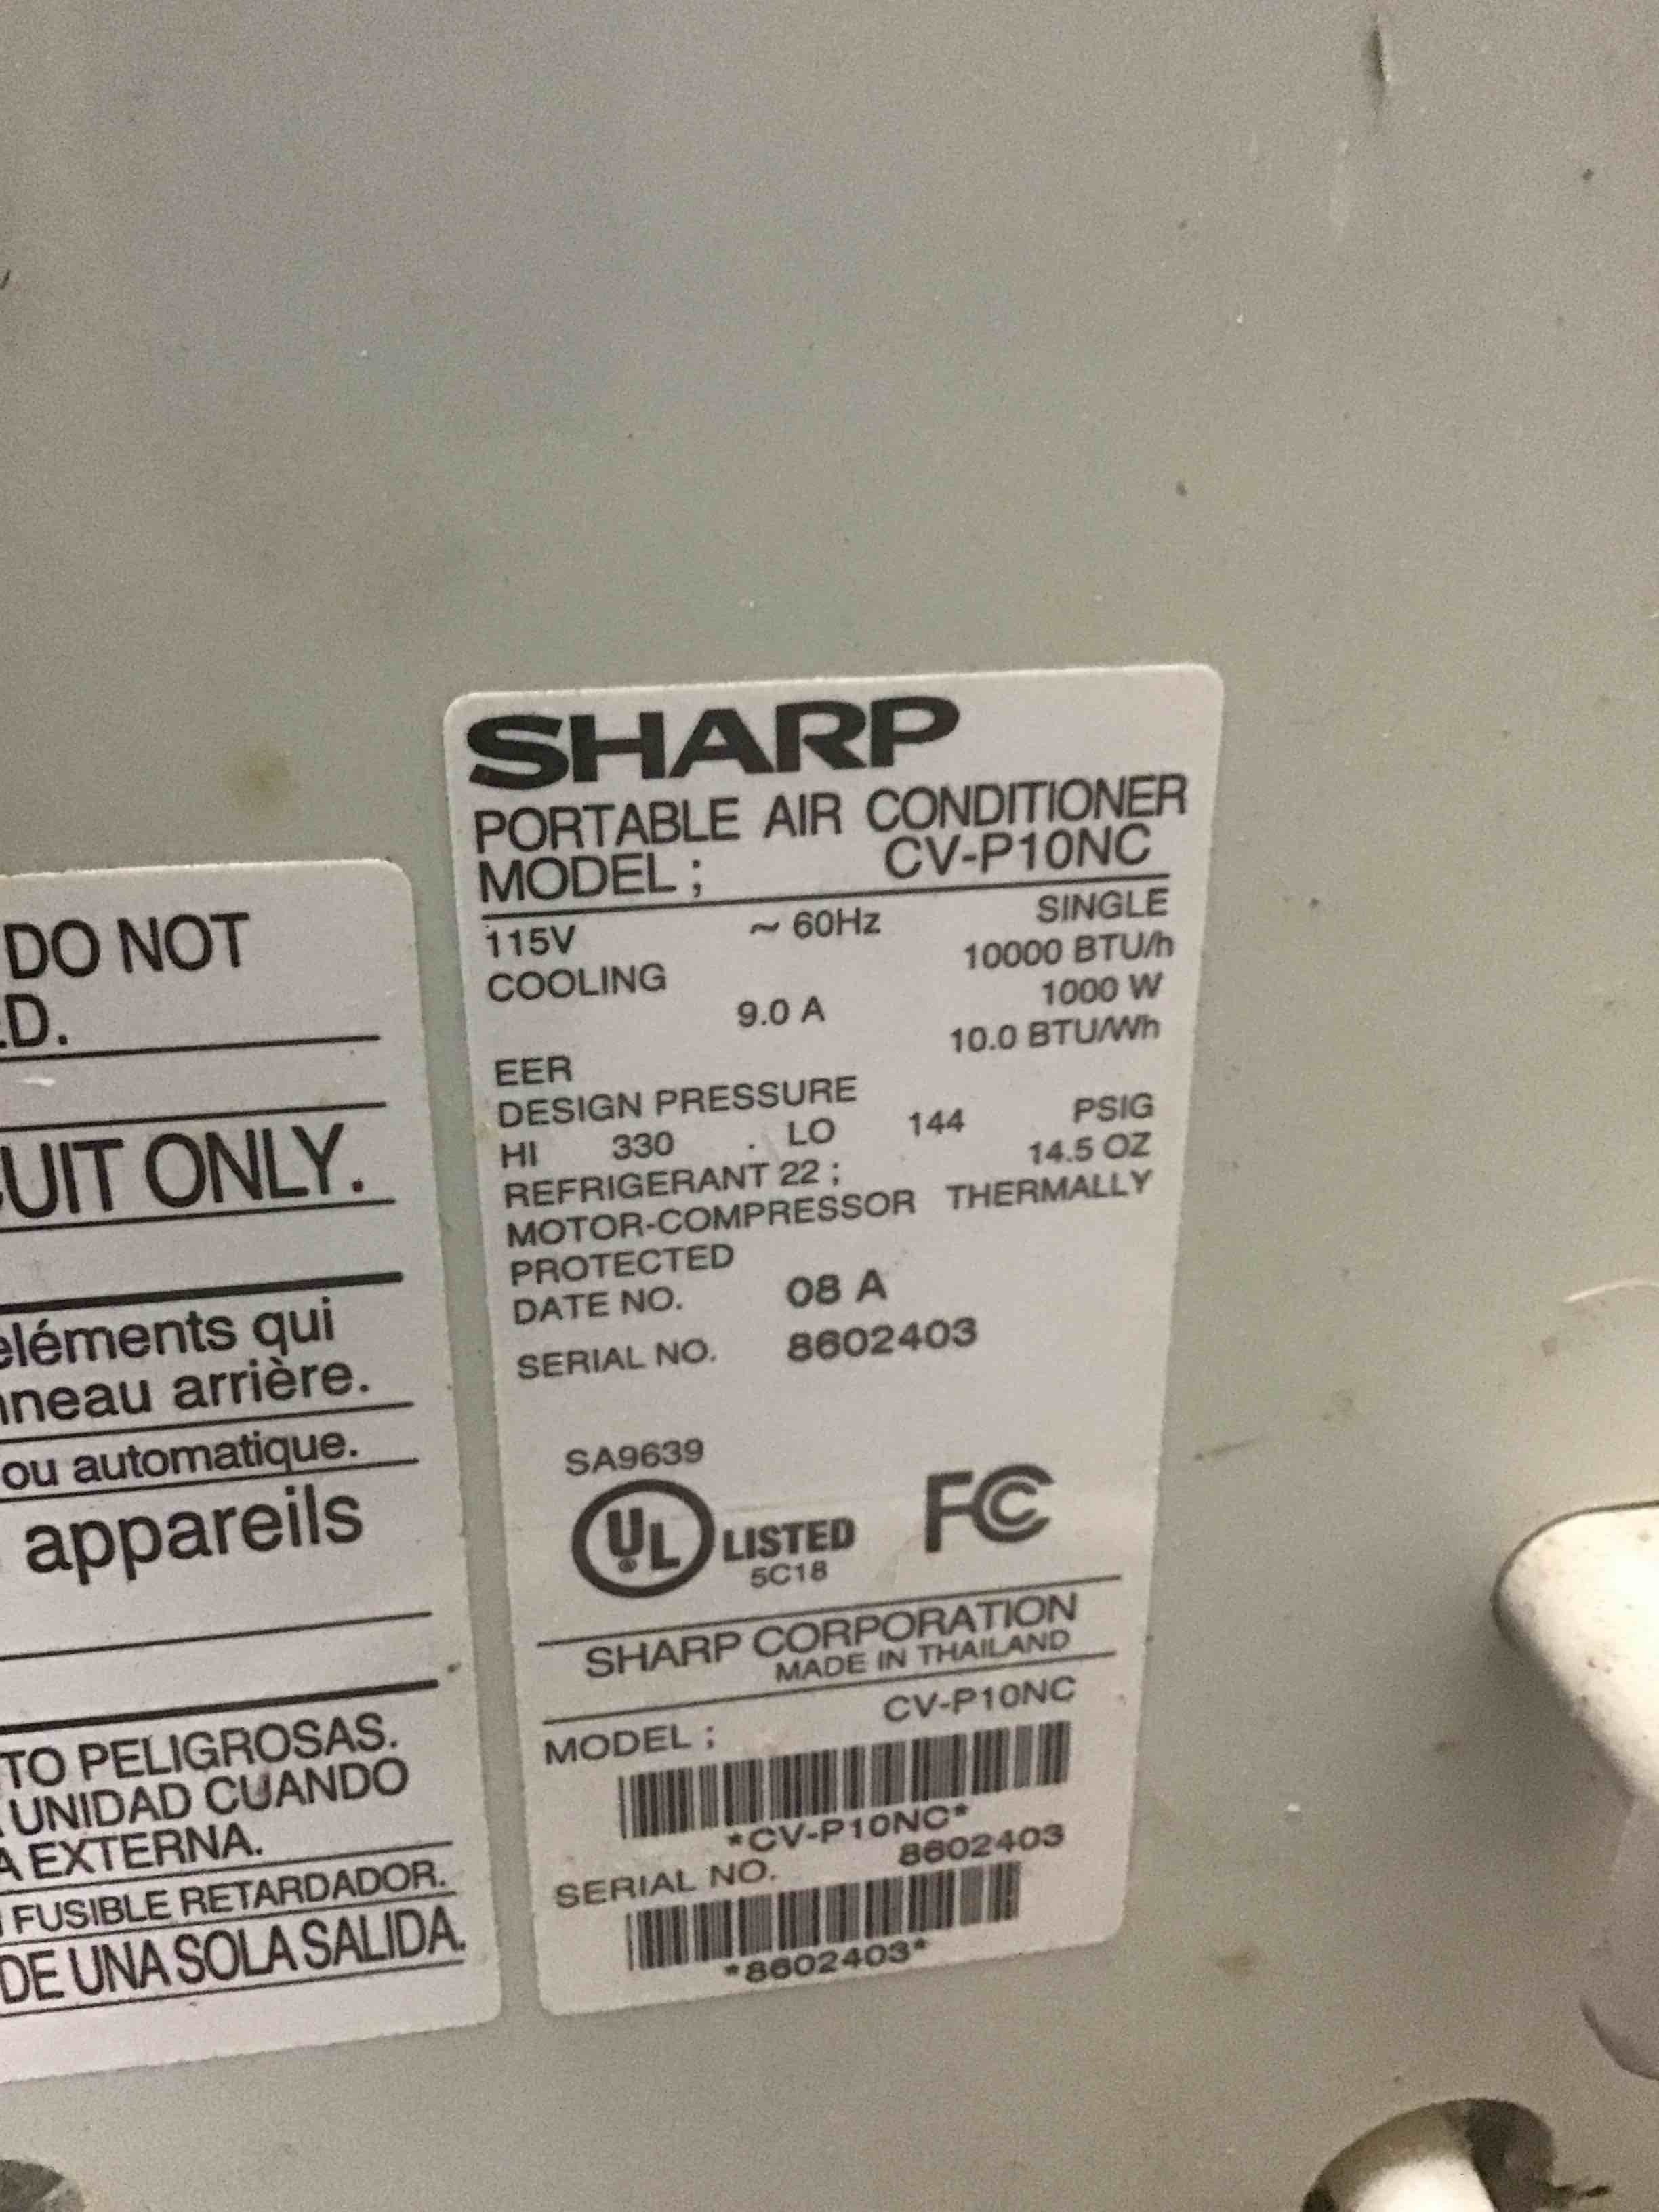 DO NOT
D.
UIT ONLY.
eléments qui
nneau arrière.
ou automatique.
appareils
TO PELIGROSAS.
UNIDAD CUANDO
A EXTERNA.
FUSIBLE RETARDADOR.
DE UNA SOLA SALIDA.
SHARP
PORTABLE AIR CONDITIONER
MODEL ; CV-P10NC
115V ~ 60Hz SINGLE
COOLING 10000 BTU/h
9.0 A 1000 W
EER 10.0 BTU/Wh
DESIGN PRESSURE
HI 330 . LO 144 PSIG
REFRIGERANT 22 ; 14.5 OZ
MOTOR-COMPRESSOR THERMALLY
PROTECTED
DATE NO. 08 A
SERIAL NO. 8602403
SA9639
UL LISTED FC
5C18
SHARP CORPORATION
MADE IN THAILAND
MODEL ; CV-P10NC
*CV-P10NC*
SERIAL NO. 8602403
*8602403*